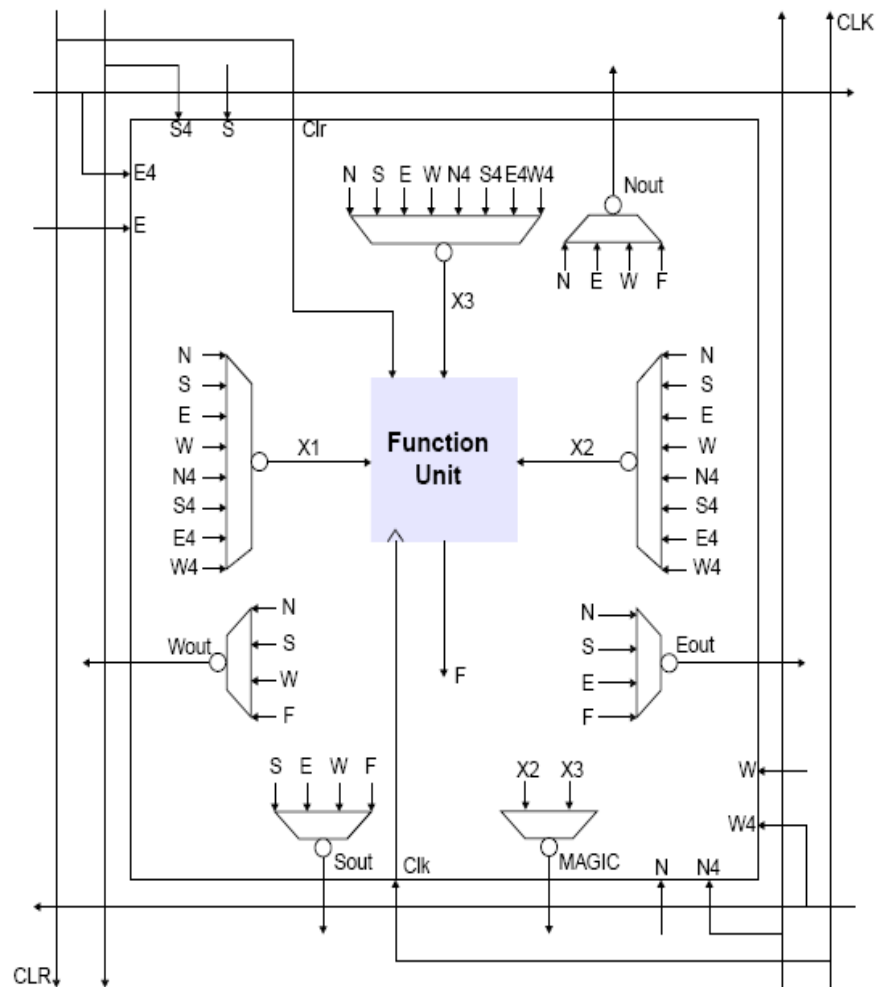 CLK
S4 S Clr
E4
N S E W N4 S4 E4 W4
Nout
E
N E W F
X3
N
S
E
W
N4
S4
E4
W4
X1
Function
Unit
X2
N
S
E
W
N4
S4
E4
W4
Wout
N
S
W
F
F
N
S
E
F
Eout
S E W F
X2 X3
W
W4
Sout
Clk
MAGIC
N N4
CLR